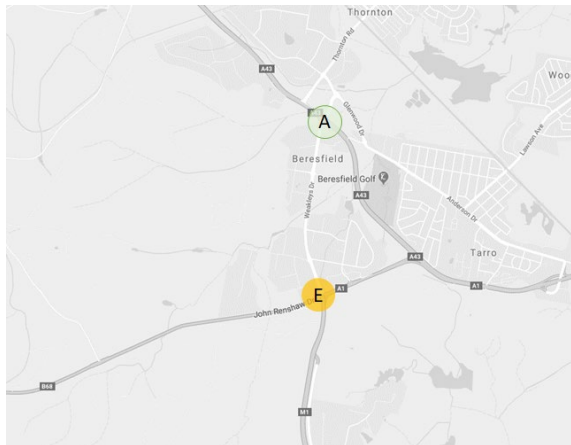 Thornton
A43
Thornton Rd
Woo
A
Glenwood Dr
Lawson Ave
Beresfield
Beresfield Golf
Weakleys Dr
A43
Anderson Dr
Tarro
A43
E
A1
A1
John Renshaw
B68
M1